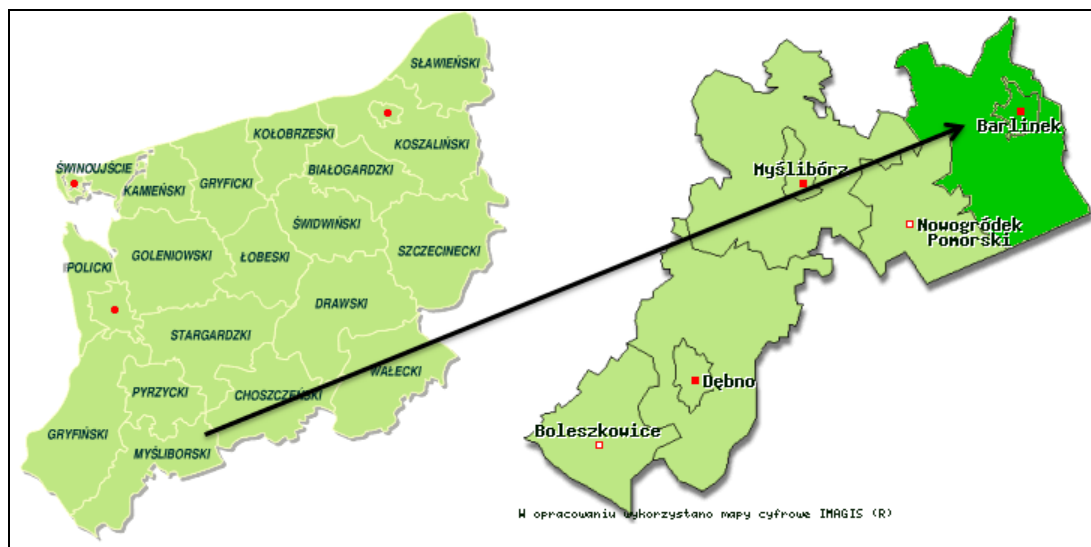 SŁAWIEŃSKI
KOŁOBRZESKI
KOSZALIŃSKI
ŚWINOUJŚCIE
BIAŁOGARDZKI
KAMIEŃSKI
GRYFICKI
ŚWIDWIŃSKI
SZCZECINECKI
GOLENIOWSKI
ŁOBESKI
POLICKI
DRAWSKI
STARGARDZKI
WAŁECKI
PYRZYCKI
CHOSZCZEŃSKI
GRYFIŃSKI
MYŚLIBORSKI
Barlinek
Myślibórz
Nowogródek
Pomorski
Dębno
Boleszkowice
W opracowaniu wykorzystano mapy cyfrowe IMAGIS (R)